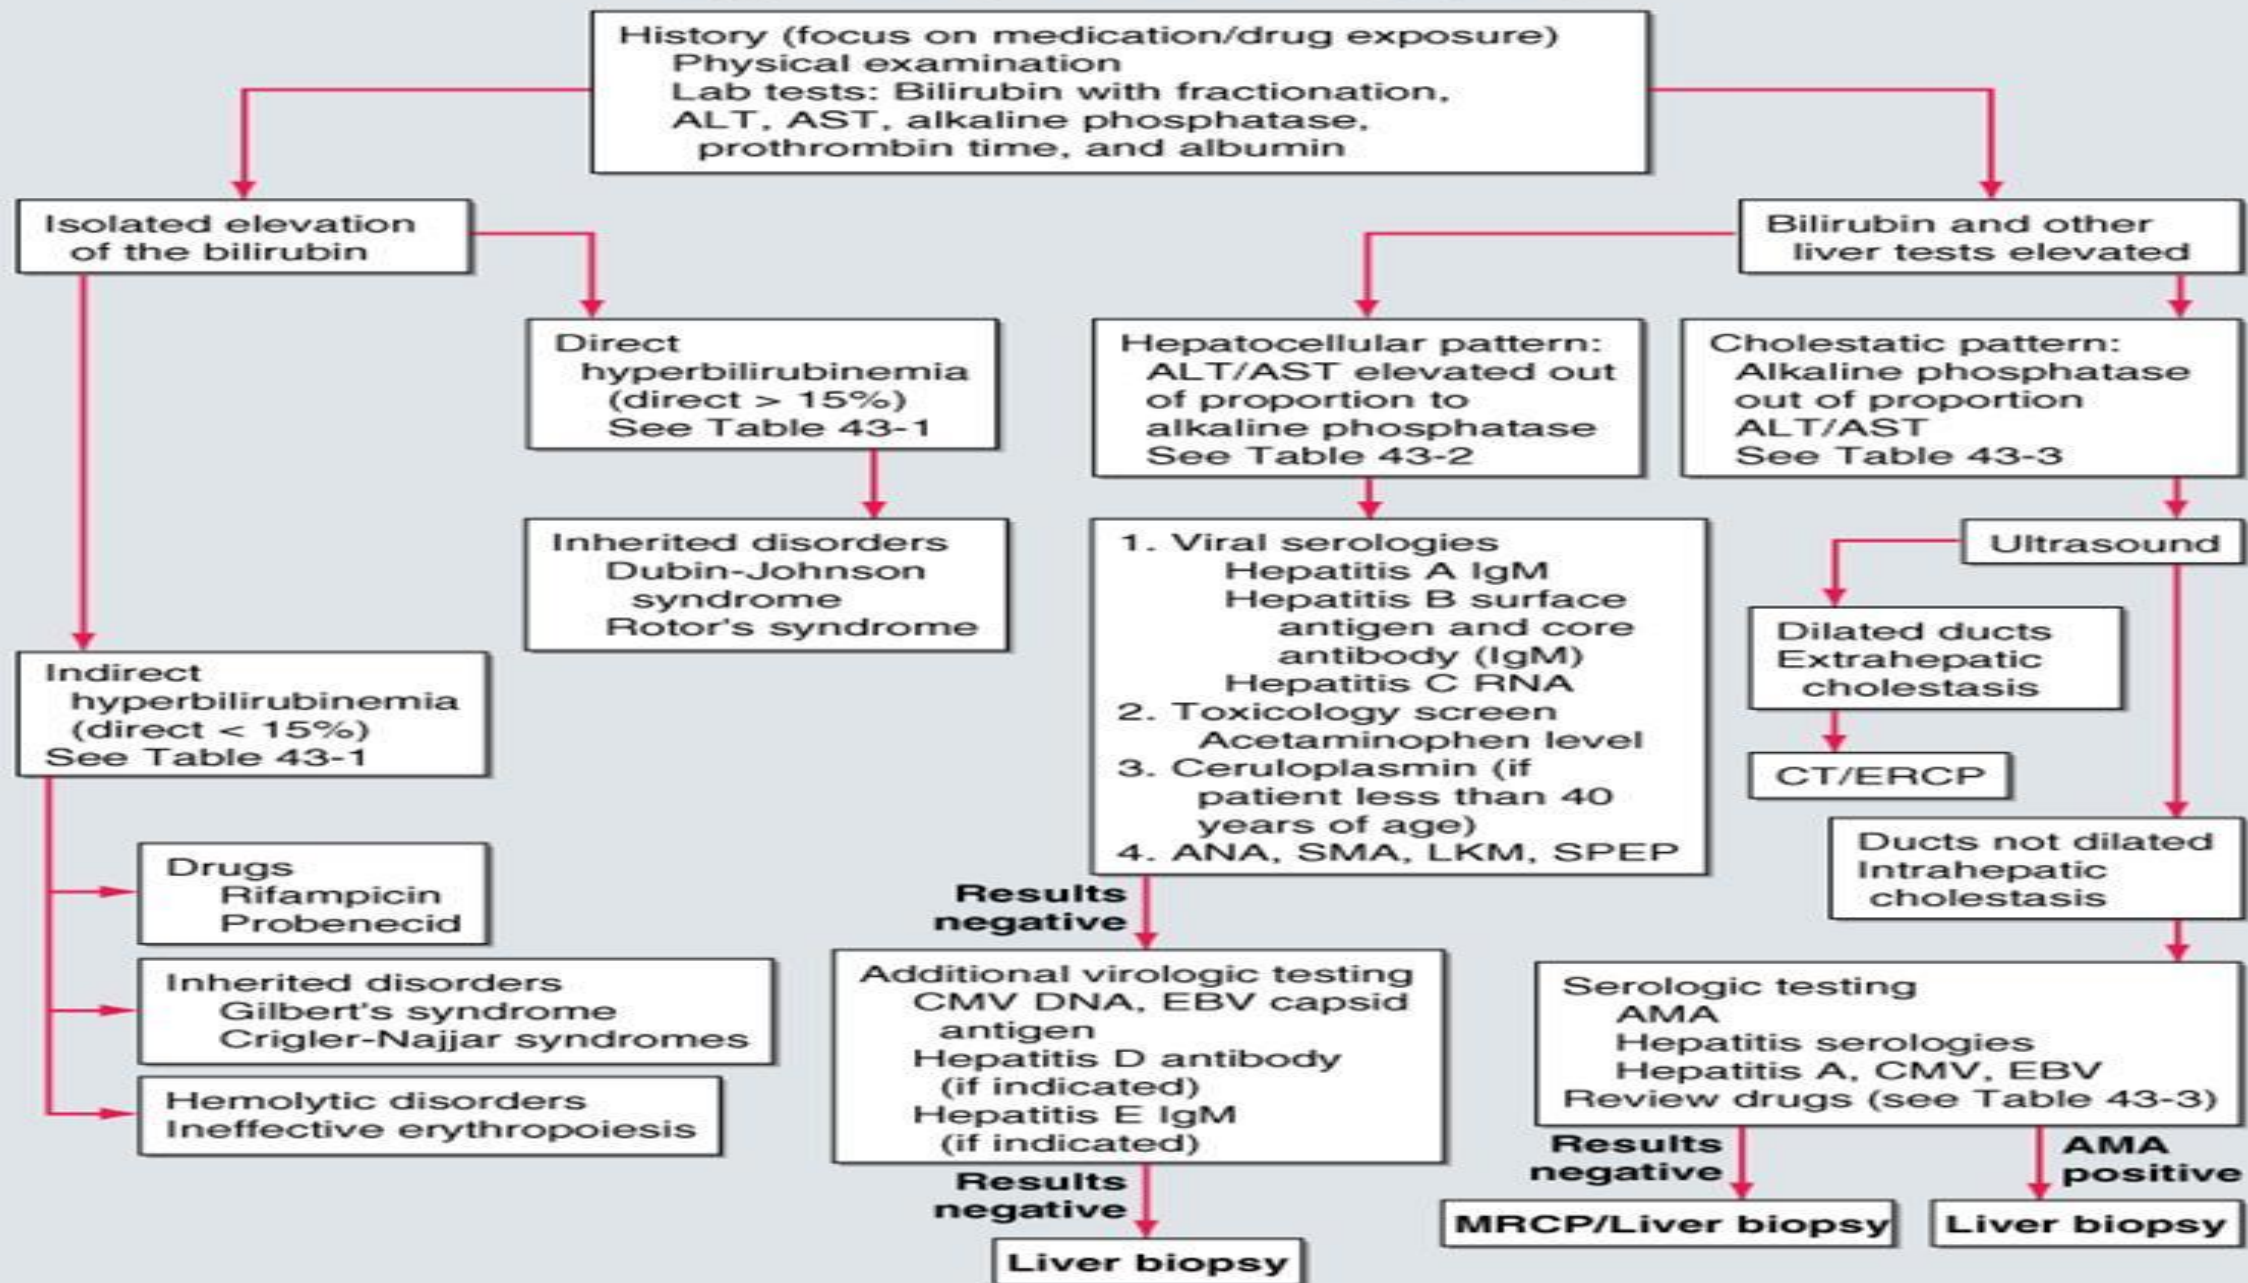 History (focus on medication/drug exposure)
Physical examination
Lab tests: Bilirubin with fractionation,
ALT, AST, alkaline phosphatase,
prothrombin time, and albumin
Isolated elevation
of the bilirubin
Bilirubin and other
liver tests elevated
Direct
hyperbilirubinemia
(direct > 15%)
See Table 43-1
Hepatocellular pattern:
ALT/AST elevated out
of proportion to
alkaline phosphatase
See Table 43-2
Cholestatic pattern:
Alkaline phosphatase
out of proportion
ALT/AST
See Table 43-3
Inherited disorders
Dubin-Johnson
syndrome
Rotor's syndrome
1. Viral serologies
Hepatitis A IgM
Hepatitis B surface
antigen and core
antibody (IgM)
Hepatitis C RNA
2. Toxicology screen
Acetaminophen level
3. Ceruloplasmin (if
patient less than 40
years of age)
4. ANA, SMA, LKM, SPEP
Ultrasound
Dilated ducts
Extrahepatic
cholestasis
CT/ERCP
Ducts not dilated
Intrahepatic
cholestasis
Indirect
hyperbilirubinemia
(direct < 15%)
See Table 43-1
Drugs
Rifampicin
Probenecid
Inherited disorders
Gilbert's syndrome
Crigler-Najjar syndromes
Hemolytic disorders
Ineffective erythropoiesis
Results
negative
Additional virologic testing
CMV DNA, EBV capsid
antigen
Hepatitis D antibody
(if indicated)
Hepatitis E IgM
(if indicated)
Results
negative
Liver biopsy
Serologic testing
AMA
Hepatitis serologies
Hepatitis A, CMV, EBV
Review drugs (see Table 43-3)
Results
negative
AMA
positive
MRCP/Liver biopsy
Liver biopsy